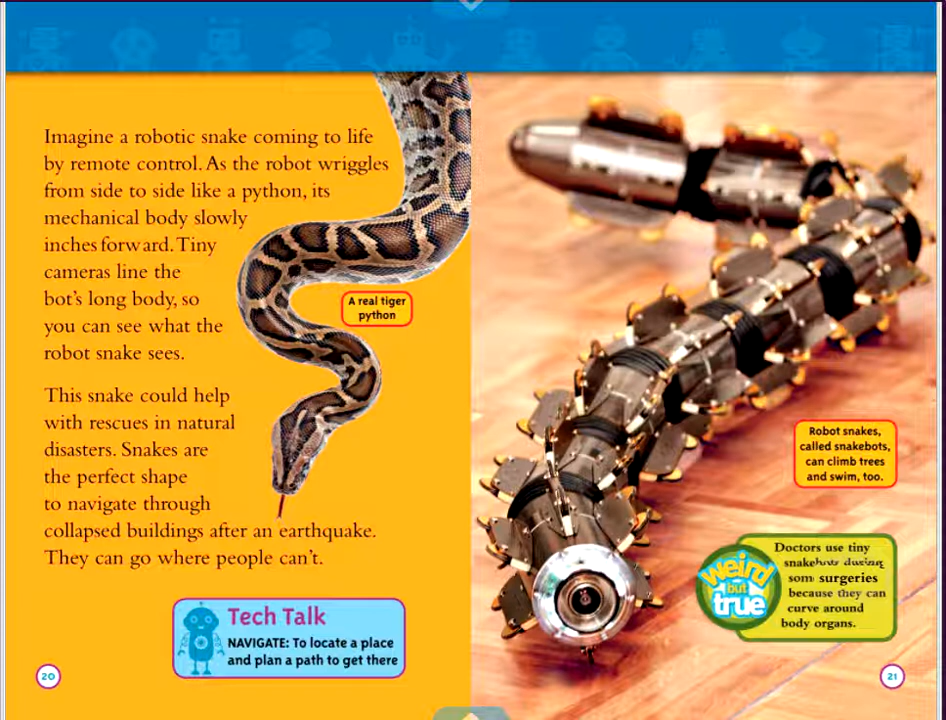 Imagine a robotic snake coming to life
by remote control. As the robot wriggles
from side to side like a python, its
mechanical body slowly
inches forward. Tiny
cameras line the
bot's long body, so
you can see what the
robot snake sees.
This snake could help
with rescues in natural
disasters. Snakes are
the perfect shape
to navigate through
collapsed buildings after an earthquake.
They can go where people can't.
A real tiger
python
Tech Talk
NAVIGATE: To locate a place
and plan a path to get there
20
Robot snakes,
called snakebots,
can climb trees
and swim, too.
weird
but
true
Doctors use tiny
snakebots during
som surgeries
because they can
curve around
body organs.
21